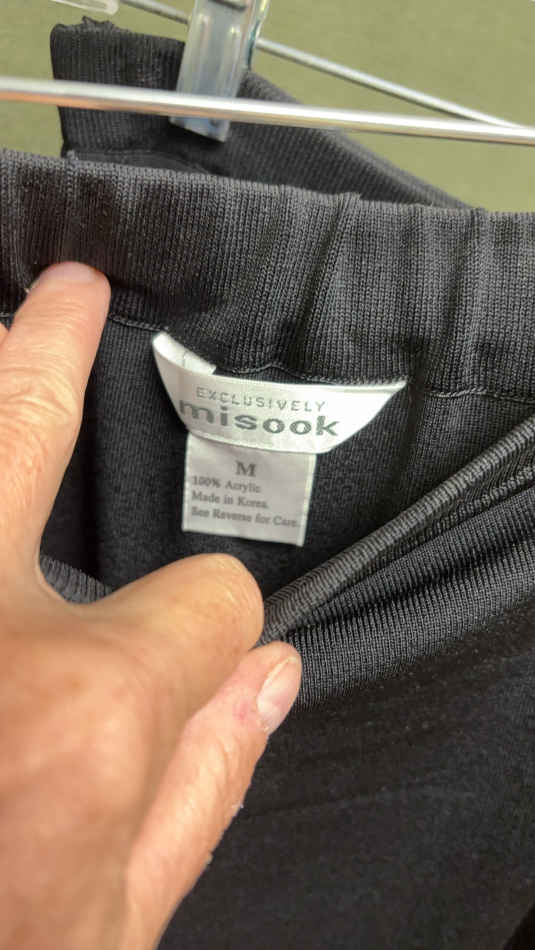 EXCLUSIVELY
misook
M
100% Acrylic.
Made in Korea.
See Reverse for Care.